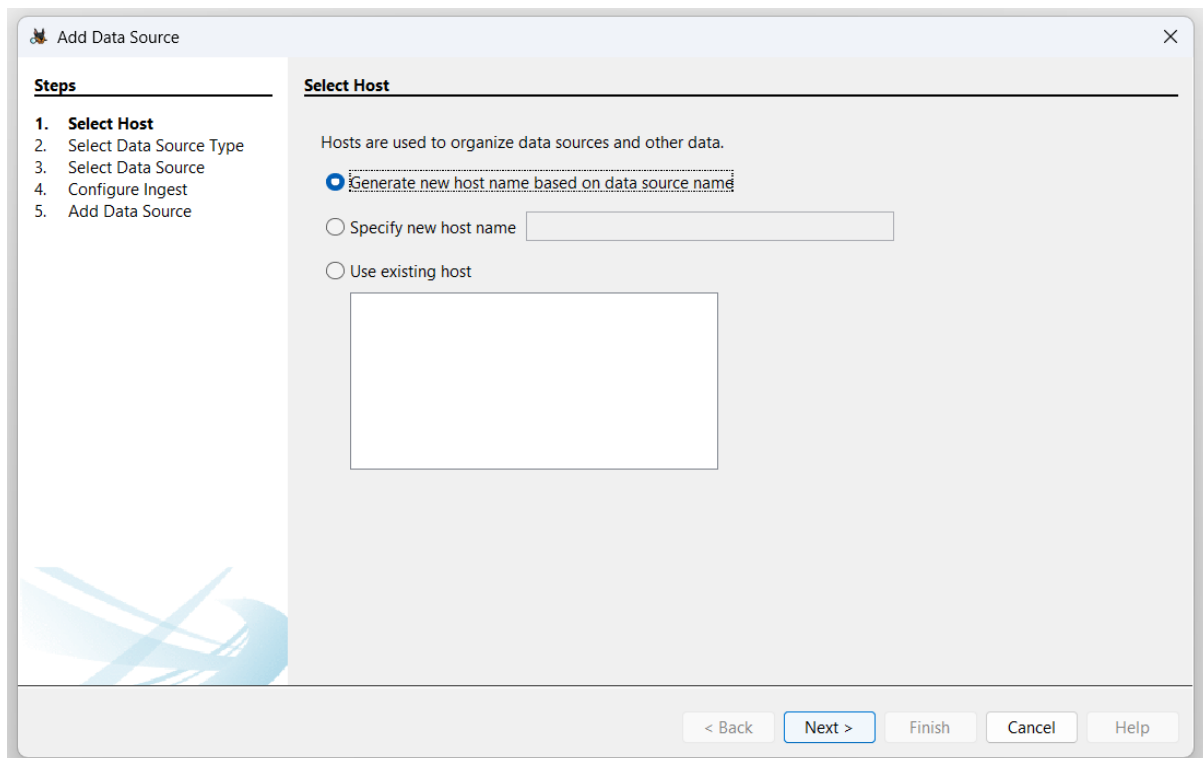 Add Data Source
Steps
1. Select Host
2. Select Data Source Type
3. Select Data Source
4. Configure Ingest
5. Add Data Source
Select Host
Hosts are used to organize data sources and other data.
Generate new host name based on data source name
Specify new host name
Use existing host
< Back Next > Finish Cancel Help